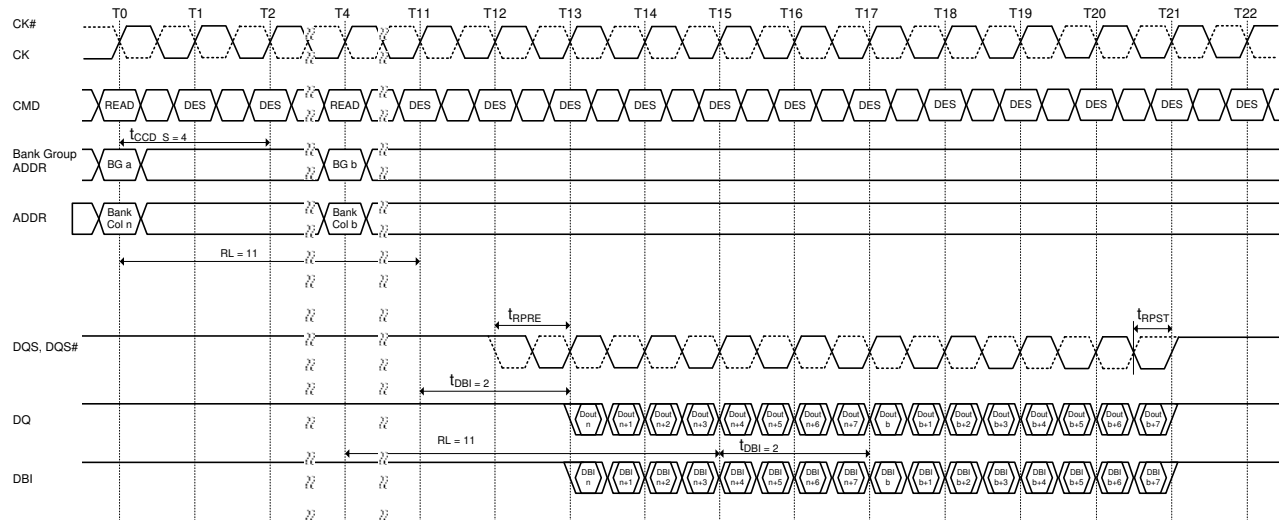 T0 T1 T2 T4 T11 T12 T13 T14 T15 T16 T17 T18 T19 T20 T21 T22
CK#
CK
CMD READ DES DES READ DES DES DES DES DES DES DES DES DES DES DES DES
tCCD_S = 4
Bank Group
ADDR
BG a BG b
ADDR
Bank
Col n
Bank
Col b
RL = 11
tRPRE tRPST
DQS, DQS#
tDBI = 2
DQ
Dout
n
Dout
n+1
Dout
n+2
Dout
n+3
Dout
n+4
Dout
n+5
Dout
n+6
Dout
n+7
Dout
b
Dout
b+1
Dout
b+2
Dout
b+3
Dout
b+4
Dout
b+5
Dout
b+6
Dout
b+7
RL = 11 tDBI = 2
DBI
DBI
n
DBI
n+1
DBI
n+2
DBI
n+3
DBI
n+4
DBI
n+5
DBI
n+6
DBI
n+7
DBI
b
DBI
b+1
DBI
b+2
DBI
b+3
DBI
b+4
DBI
b+5
DBI
b+6
DBI
b+7